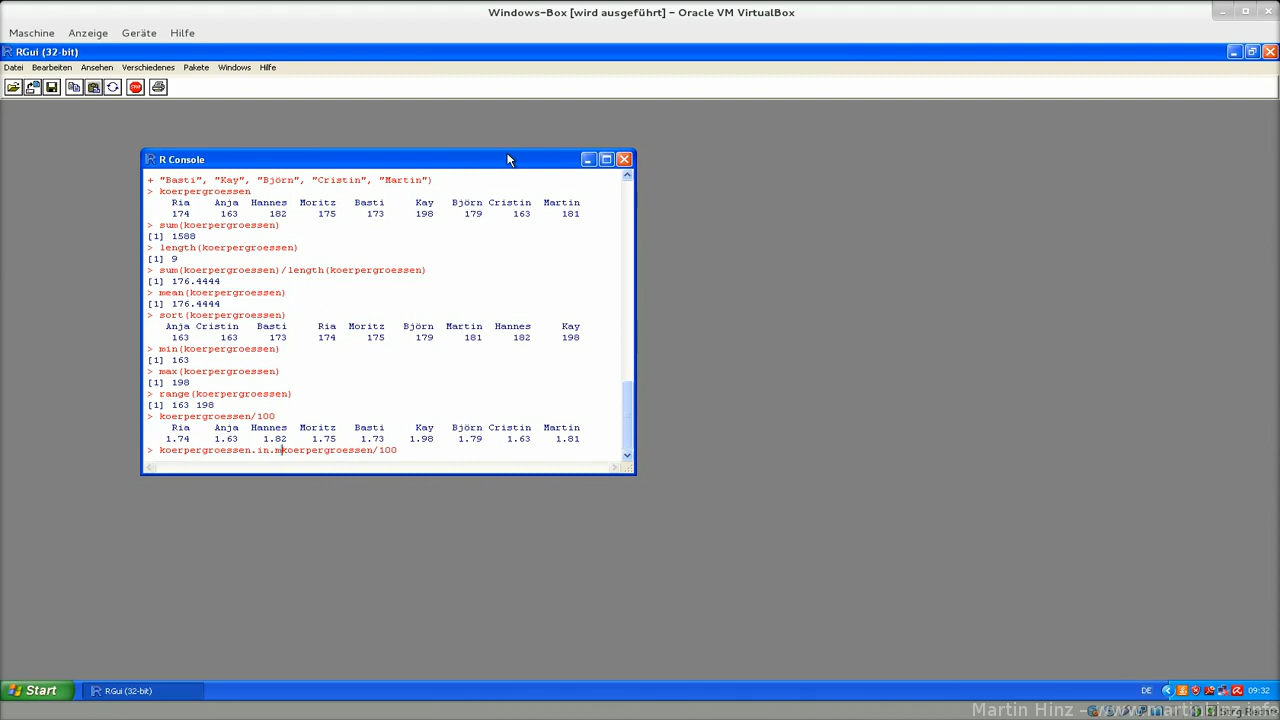 Windows-Box [wird ausgeführt] – Oracle VM VirtualBox
Maschine Anzeige Geräte Hilfe
RGui (32-bit)
Datei Bearbeiten Ansehen Verschiedenes Pakete Windows Hilfe
STOP
R Console
+ "Basti", "Kay", "Björn", "Cristin", "Martin")
> koerpergroessen
Ria Anja Hannes Moritz Basti Kay Björn Cristin Martin
174 163 182 175 173 198 179 163 181
> sum(koerpergroessen)
[1] 1588
> length(koerpergroessen)
[1] 9
> sum(koerpergroessen)/length(koerpergroessen)
[1] 176.4444
> mean(koerpergroessen)
[1] 176.4444
> sort(koerpergroessen)
Anja Cristin Basti Ria Moritz Björn Martin Hannes Kay
163 163 173 174 175 179 181 182 198
> min(koerpergroessen)
[1] 163
> max(koerpergroessen)
[1] 198
> range(koerpergroessen)
[1] 163 198
> koerpergroessen/100
Ria Anja Hannes Moritz Basti Kay Björn Cristin Martin
1.74 1.63 1.82 1.75 1.73 1.98 1.79 1.63 1.81
> koerpergroessen.in.mkoerpergroessen/100
Start RGui (32-bit) DE 09:32
Martin Hinz – www.martinhinz.info